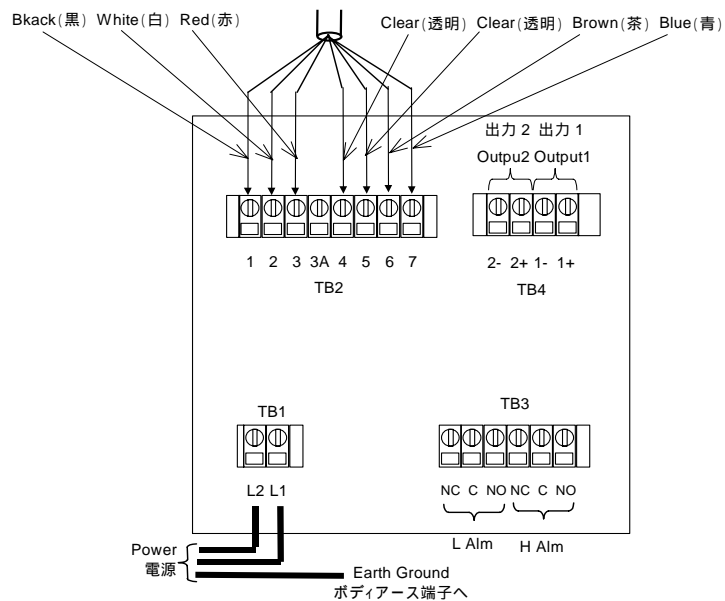 Bkack(黒) White(白) Red(赤) Clear(透明) Clear(透明) Brown(茶) Blue(青)
出力 2 出力 1
Outpu2 Output1
1 2 3 3A 4 5 6 7
TB2
2- 2+ 1- 1+
TB4
TB1
TB3
L2 L1
NC C NO NC C NO
L Alm H Alm
Power
電源
Earth Ground
ボディアース端子へ